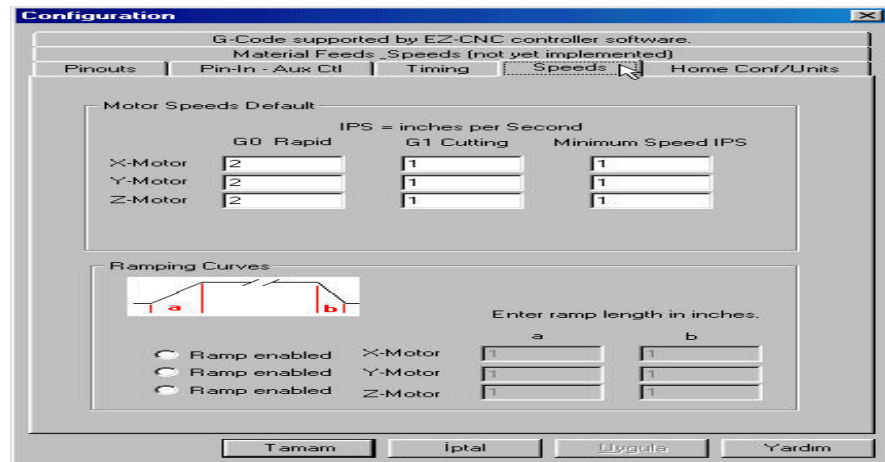 Configuration
G-Code supported by EZ-CNC controller software.
Material Feeds _Speeds (not yet implemented)
Pinouts Pin-In - Aux Ctl Timing Speeds Home Conf/Units
Motor Speeds Default
IPS = inches per Second
G0 Rapid G1 Cutting Minimum Speed IPS
X-Motor 2 1 1
Y-Motor 2 1 1
Z-Motor 2 1 1
Ramping Curves
a b
Enter ramp length in inches.
a b
Ramp enabled X-Motor 1 1
Ramp enabled Y-Motor 1 1
Ramp enabled Z-Motor 1 1
Tamam İptal Uygula Yardım